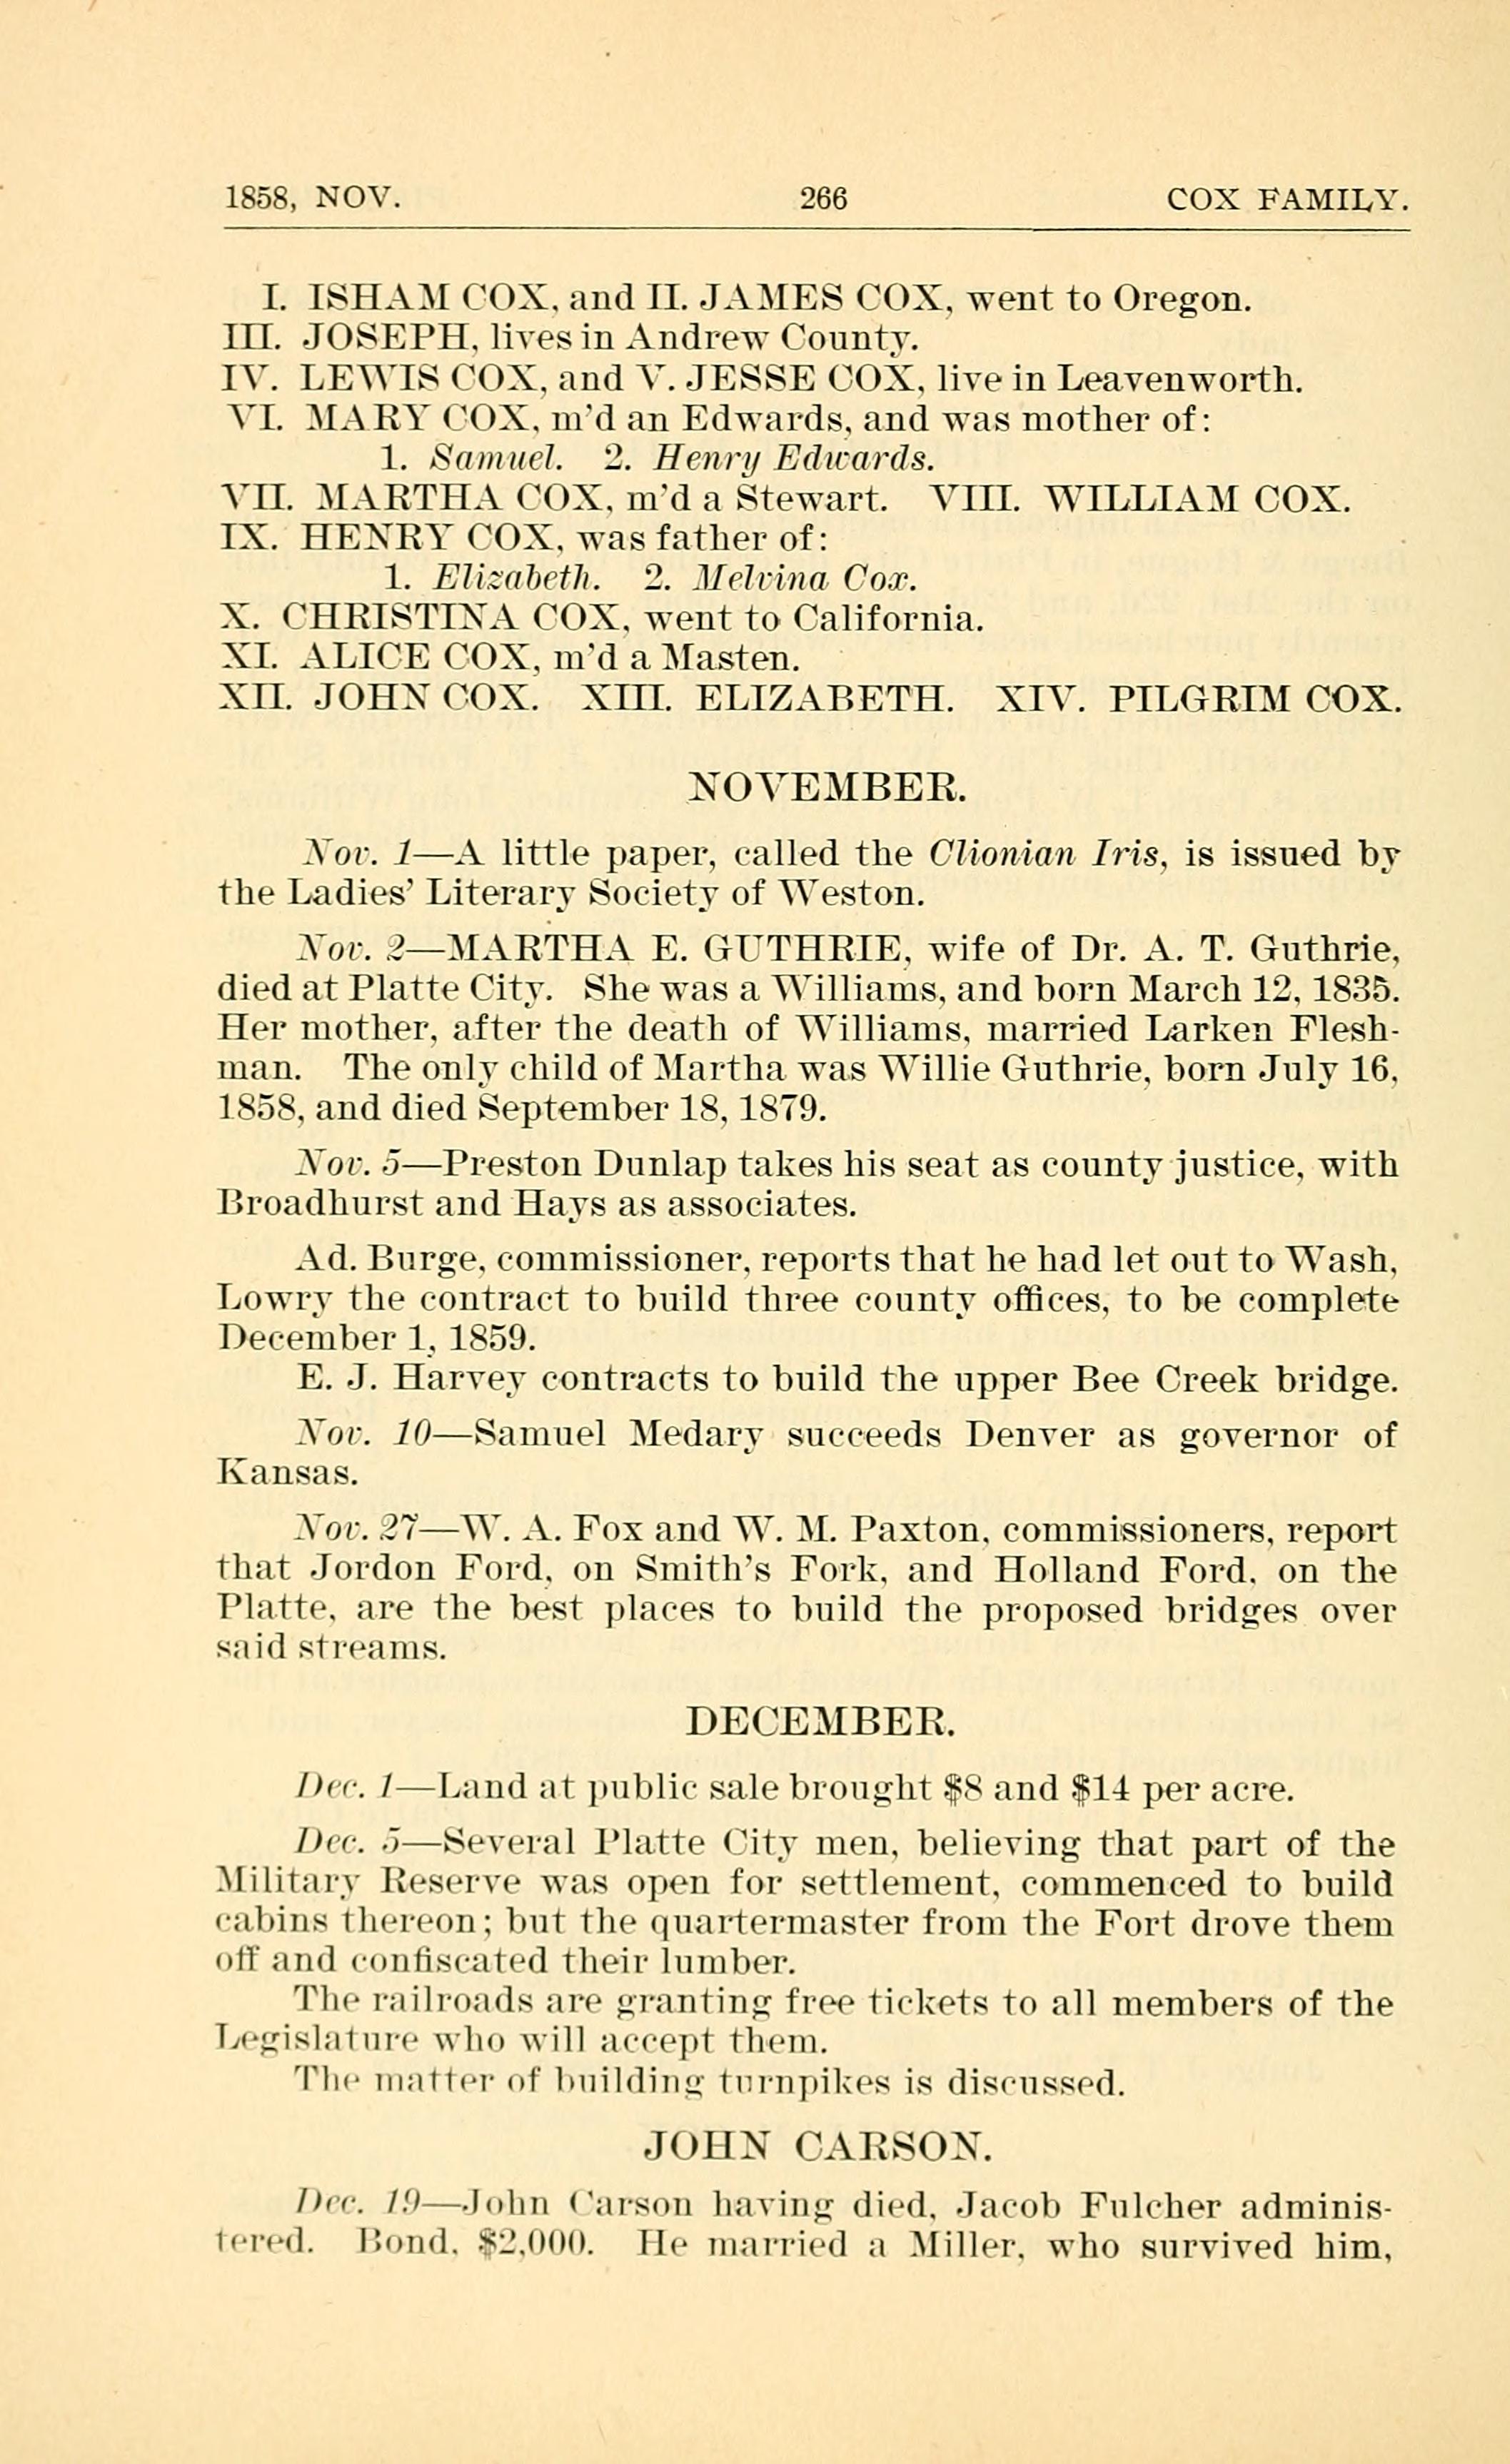 1858, NOV. 266 COX FAMILY.
I. ISHAM COX, and II. JAMES COX, went to Oregon.
III. JOSEPH, lives in Andrew County.
IV. LEWIS COX, and V. JESSE COX, live in Leavenworth.
VI. MARY COX, m'd an Edwards, and was mother of:
1. Samuel. 2. Henry Edwards.
VII. MARTHA COX, m'd a Stewart. VIII. WILLIAM COX.
IX. HENRY COX, was father of:
1. Elizabeth. 2. Melvina Cox.
X. CHRISTINA COX, went to California.
XI. ALICE COX, m'd a Masten.
XII. JOHN COX. XIII. ELIZABETH. XIV. PILGRIM COX.
NOVEMBER.
Nov. 1—A little paper, called the Clionian Iris, is issued by
the Ladies' Literary Society of Weston.
Nov. 2—MARTHA E. GUTHRIE, wife of Dr. A. T. Guthrie,
died at Platte City. She was a Williams, and born March 12, 1835.
Her mother, after the death of Williams, married Larken Flesh-
man. The only child of Martha was Willie Guthrie, born July 16,
1858, and died September 18, 1879.
Nov. 5—Preston Dunlap takes his seat as county justice, with
Broadhurst and Hays as associates.
Ad. Burge, commissioner, reports that he had let out to Wash,
Lowry the contract to build three county offices, to be complete
December 1, 1859.
E. J. Harvey contracts to build the upper Bee Creek bridge.
Nov. 10—Samuel Medary succeeds Denver as governor of
Kansas.
Nov. 27—W. A. Fox and W. M. Paxton, commissioners, report
that Jordon Ford, on Smith's Fork, and Holland Ford, on the
Platte, are the best places to build the proposed bridges over
said streams.
DECEMBER.
Dec. 1—Land at public sale brought $8 and $14 per acre.
Dec. 5—Several Platte City men, believing that part of the
Military Reserve was open for settlement, commenced to build
cabins thereon; but the quartermaster from the Fort drove them
off and confiscated their lumber.
The railroads are granting free tickets to all members of the
Legislature who will accept them.
The matter of building turnpikes is discussed.
JOHN CARSON.
Dec. 19—John Carson having died, Jacob Fulcher adminis-
tered. Bond, $2,000. He married a Miller, who survived him,